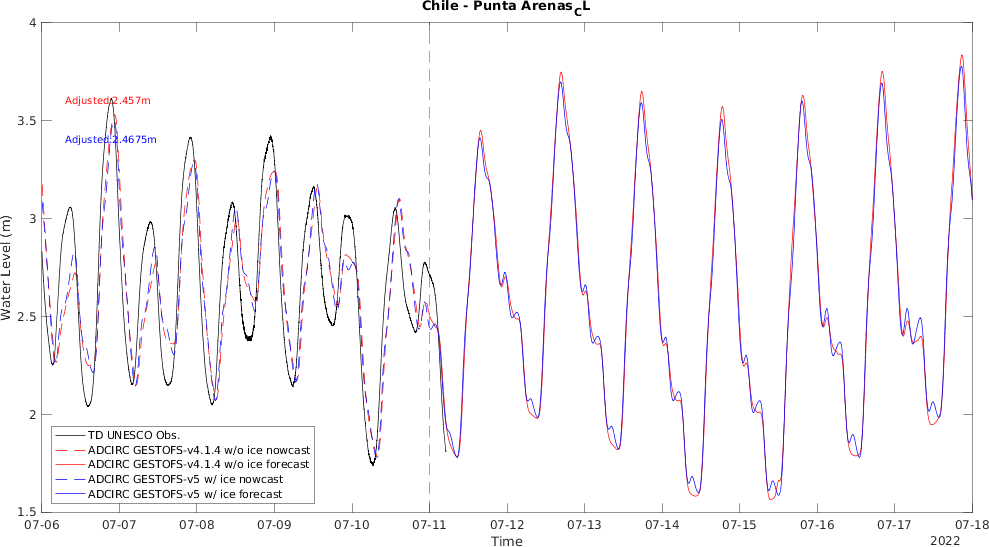 Chile - Punta Arenas_CL
4
3.5
3
2.5
2
1.5
Water Level (m)
Adjusted:2.457m
Adjusted:2.4675m
TD UNESCO Obs.
ADCIRC GESTOFS-v4.1.4 w/o ice nowcast
ADCIRC GESTOFS-v4.1.4 w/o ice forecast
ADCIRC GESTOFS-v5 w/ ice nowcast
ADCIRC GESTOFS-v5 w/ ice forecast
07-06 07-07 07-08 07-09 07-10 07-11 07-12 07-13 07-14 07-15 07-16 07-17 07-18
Time
2022